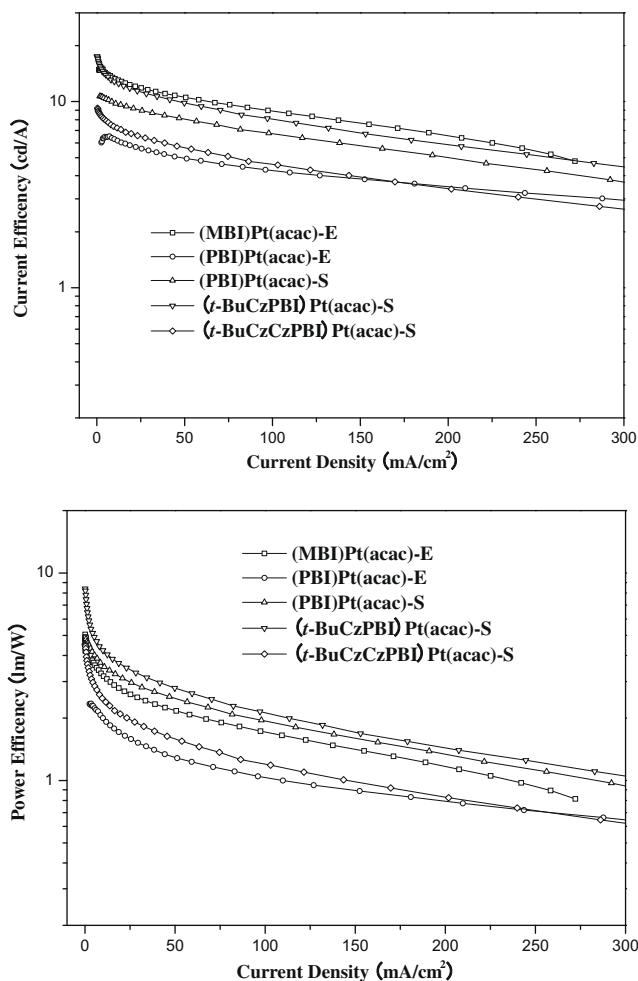 Current Efficency (cd/A)
10
1
(MBI)Pt(acac)-E
(PBI)Pt(acac)-E
(PBI)Pt(acac)-S
(t-BuCzPBI) Pt(acac)-S
(t-BuCzCzPBI) Pt(acac)-S
0 50 100 150 200 250 300
Current Density (mA/cm²)
Power Efficency (lm/W)
10
1
(MBI)Pt(acac)-E
(PBI)Pt(acac)-E
(PBI)Pt(acac)-S
(t-BuCzPBI) Pt(acac)-S
(t-BuCzCzPBI) Pt(acac)-S
0 50 100 150 200 250 300
Current Density (mA/cm²)